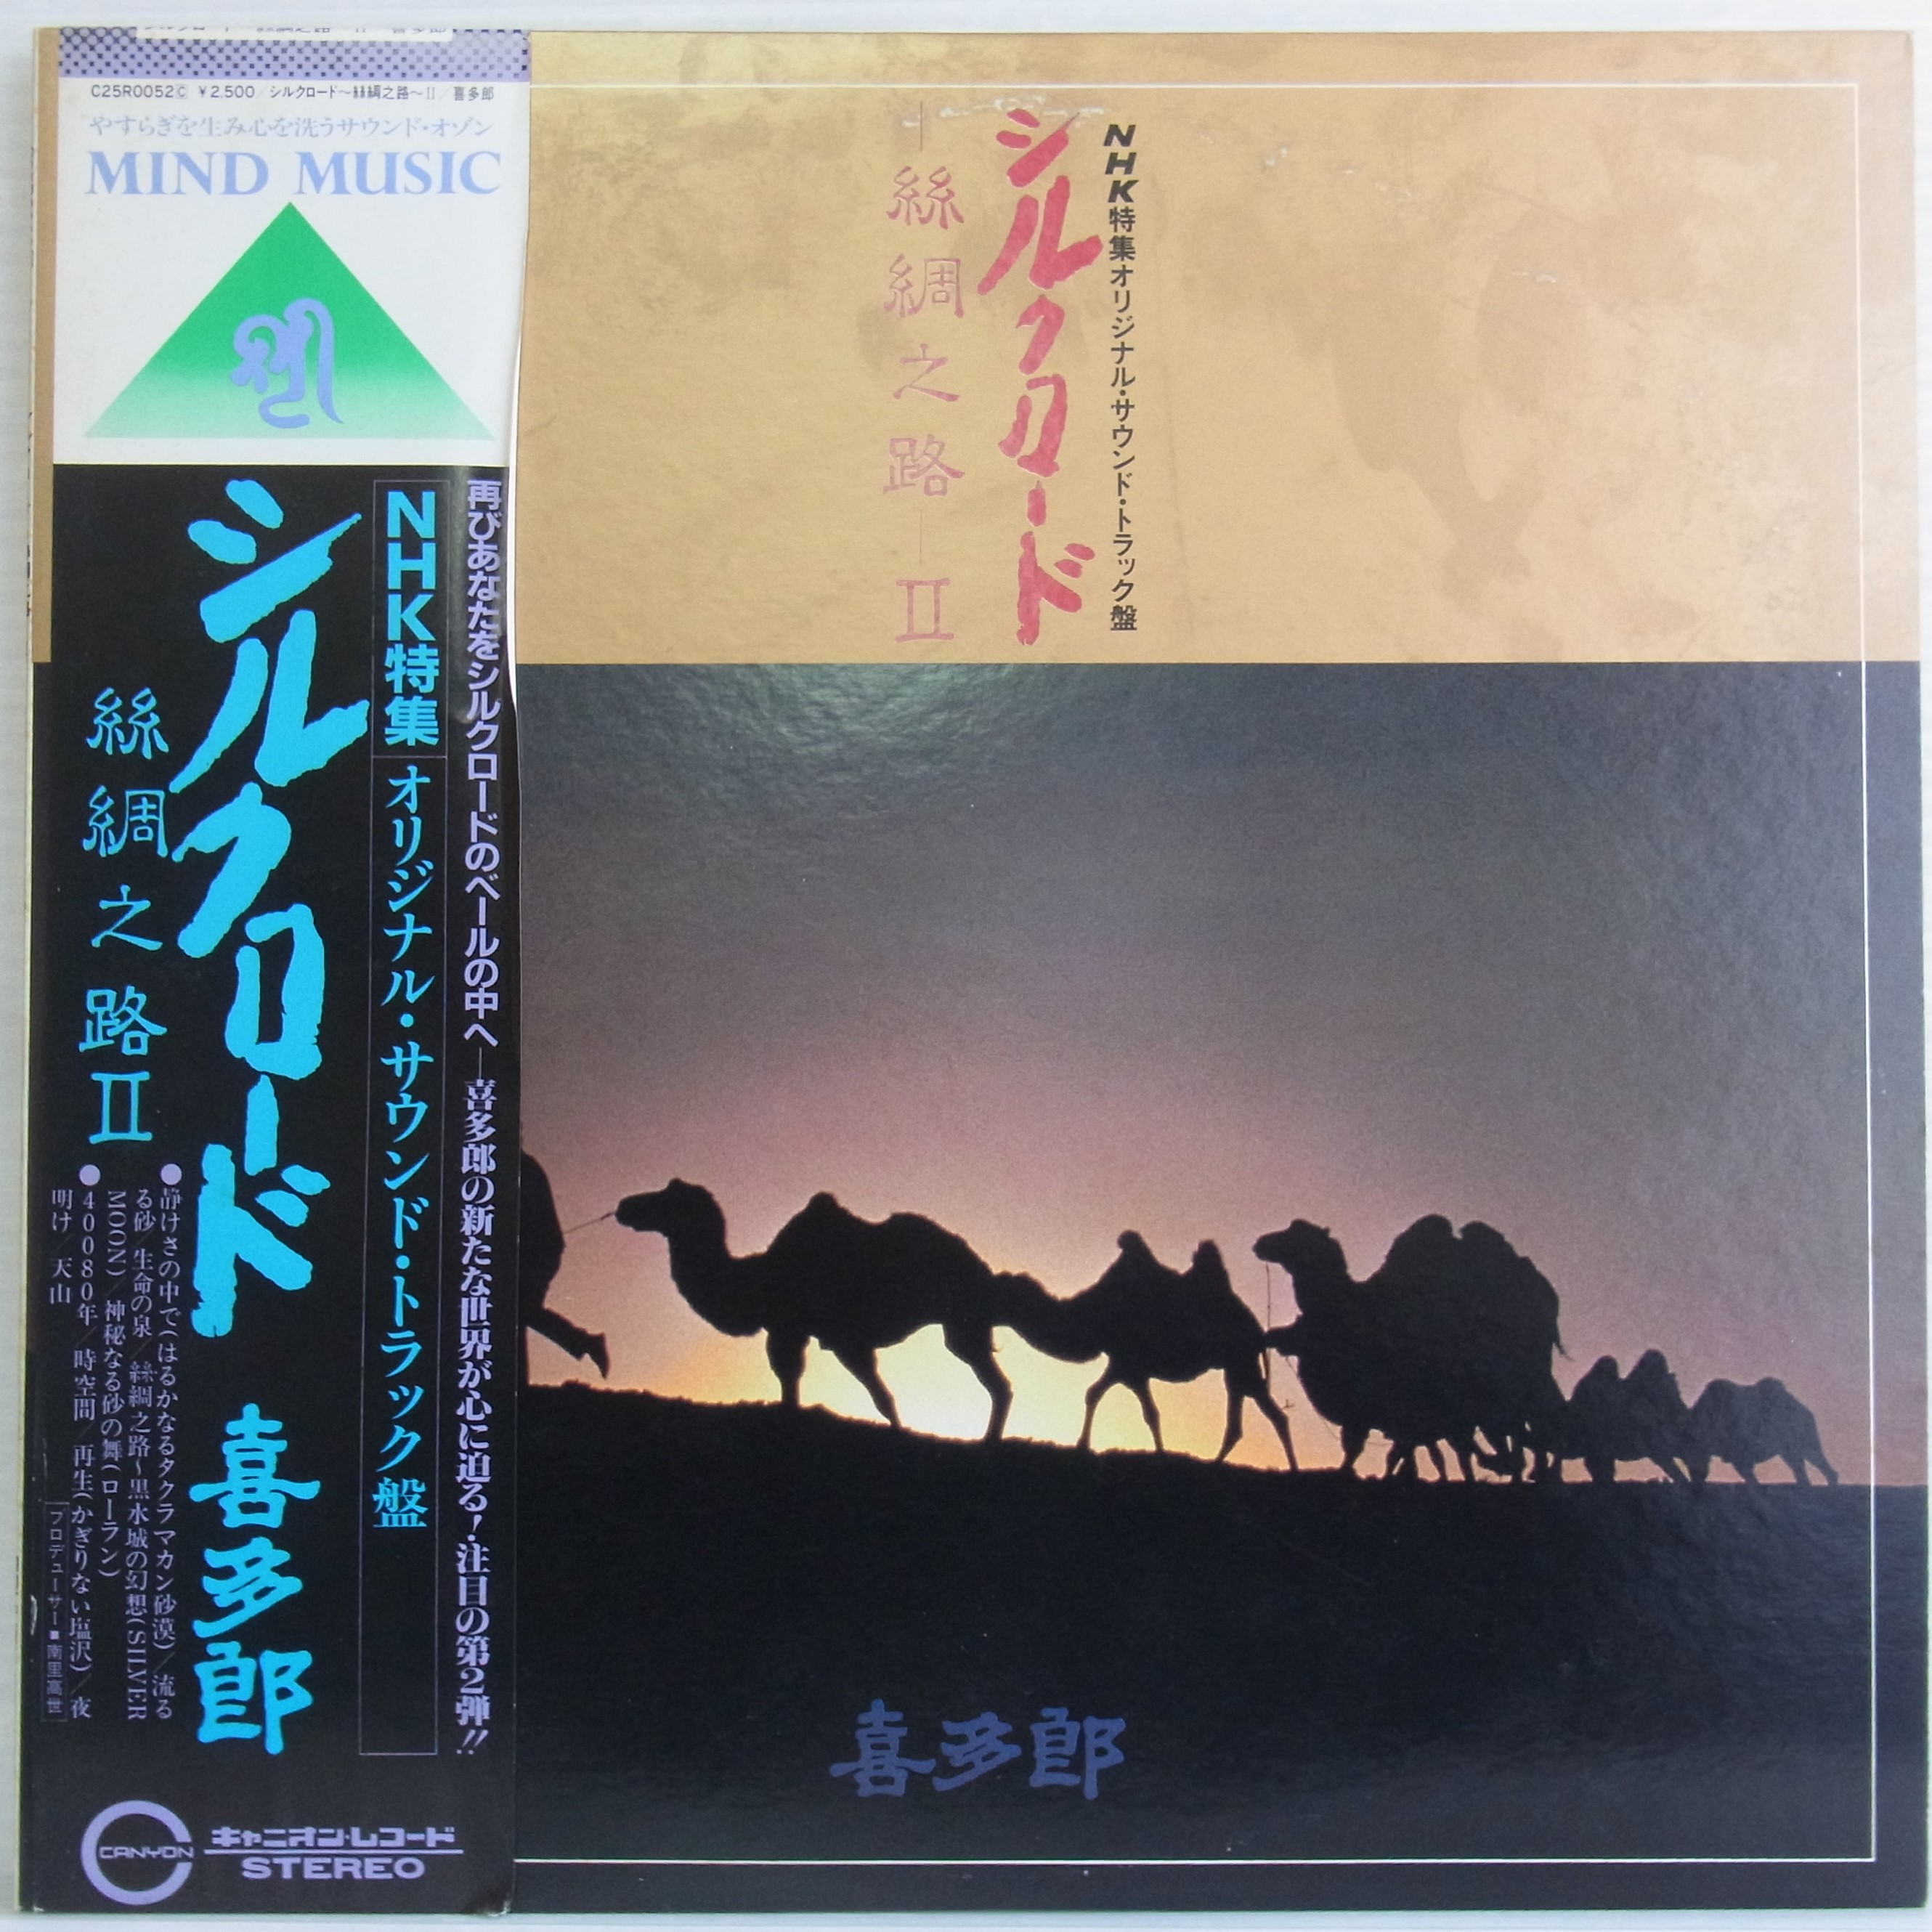 C25R0052Ⓒ ￥2,500／シルクロード～絲綢之路～Ⅱ／喜多郎
やすらぎを生み心を洗うサウンド・オゾン
MIND MUSIC
再びあなたをシルクロードのベールの中へ―喜多郎の新たな世界が心に迫る！注目の第2弾!!
NHK特集 オリジナル・サウンド・トラック盤
シルクロード 喜多郎
絲綢之路Ⅱ
●静けさの中で(はるかなるタクラマカン砂漠)／流る
る砂／生命の泉／絲綢之路～黒水城の幻想(SILVER
MOON)／神秘なる砂の舞(ローラン)
●40080年／時空間／再生(かぎりない塩沢)／夜
明け／天山
プロデューサー■南里高世
CANYON
キャニオン・レコード
STEREO
NHK特集オリジナル・サウンド・トラック盤
シルクロード
―絲綢之路―Ⅱ
喜多郎